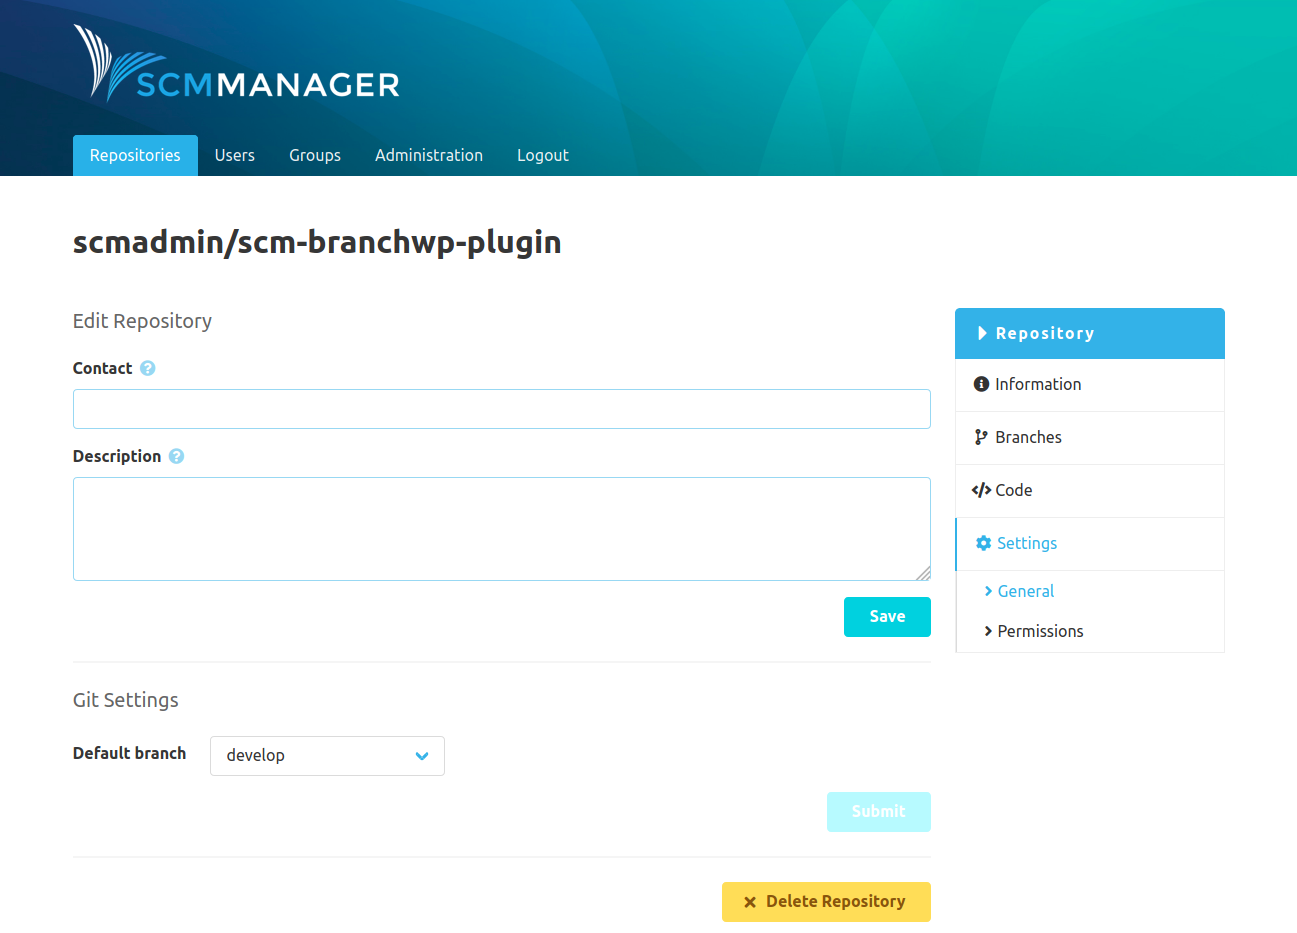 SCMMANAGER
Repositories Users Groups Administration Logout
scmadmin/scm-branchwp-plugin
Edit Repository
Contact ?
Description ?
Save
Git Settings
Default branch develop
Submit
Delete Repository
Repository
Information
Branches
Code
Settings
General
Permissions